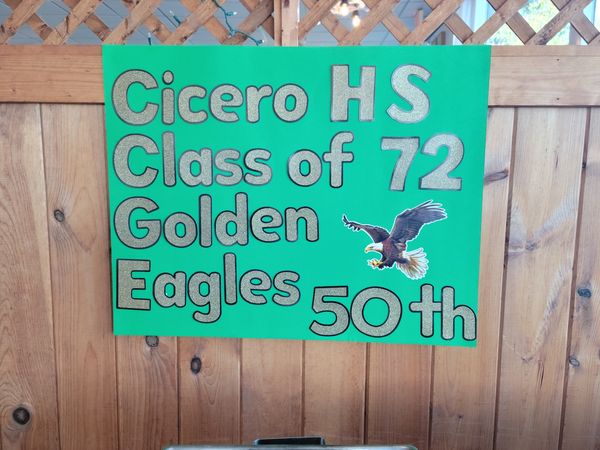 Cicero HS
Class of 72
Golden
Eagles 50th